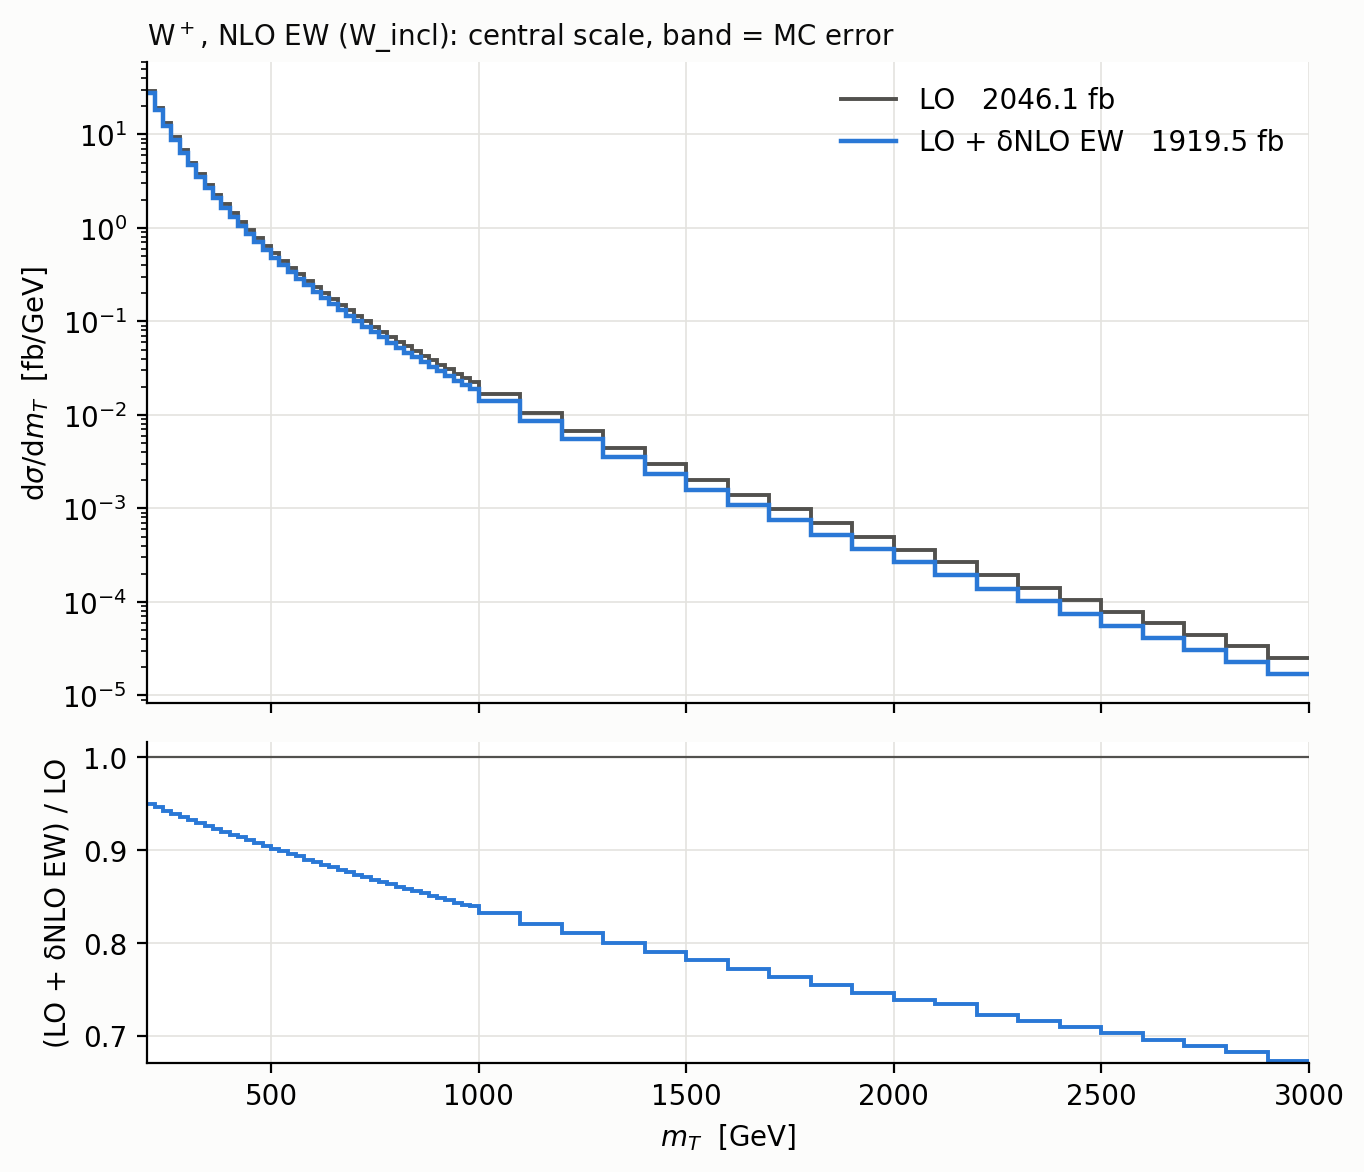 W⁺, NLO EW (W_incl): central scale, band = MC error
LO 2046.1 fb
LO + δNLO EW 1919.5 fb
dσ/dm_T [fb/GeV]
10¹
10⁰
10⁻¹
10⁻²
10⁻³
10⁻⁴
10⁻⁵
(LO + δNLO EW) / LO
1.0
0.9
0.8
0.7
500 1000 1500 2000 2500 3000
m_T [GeV]